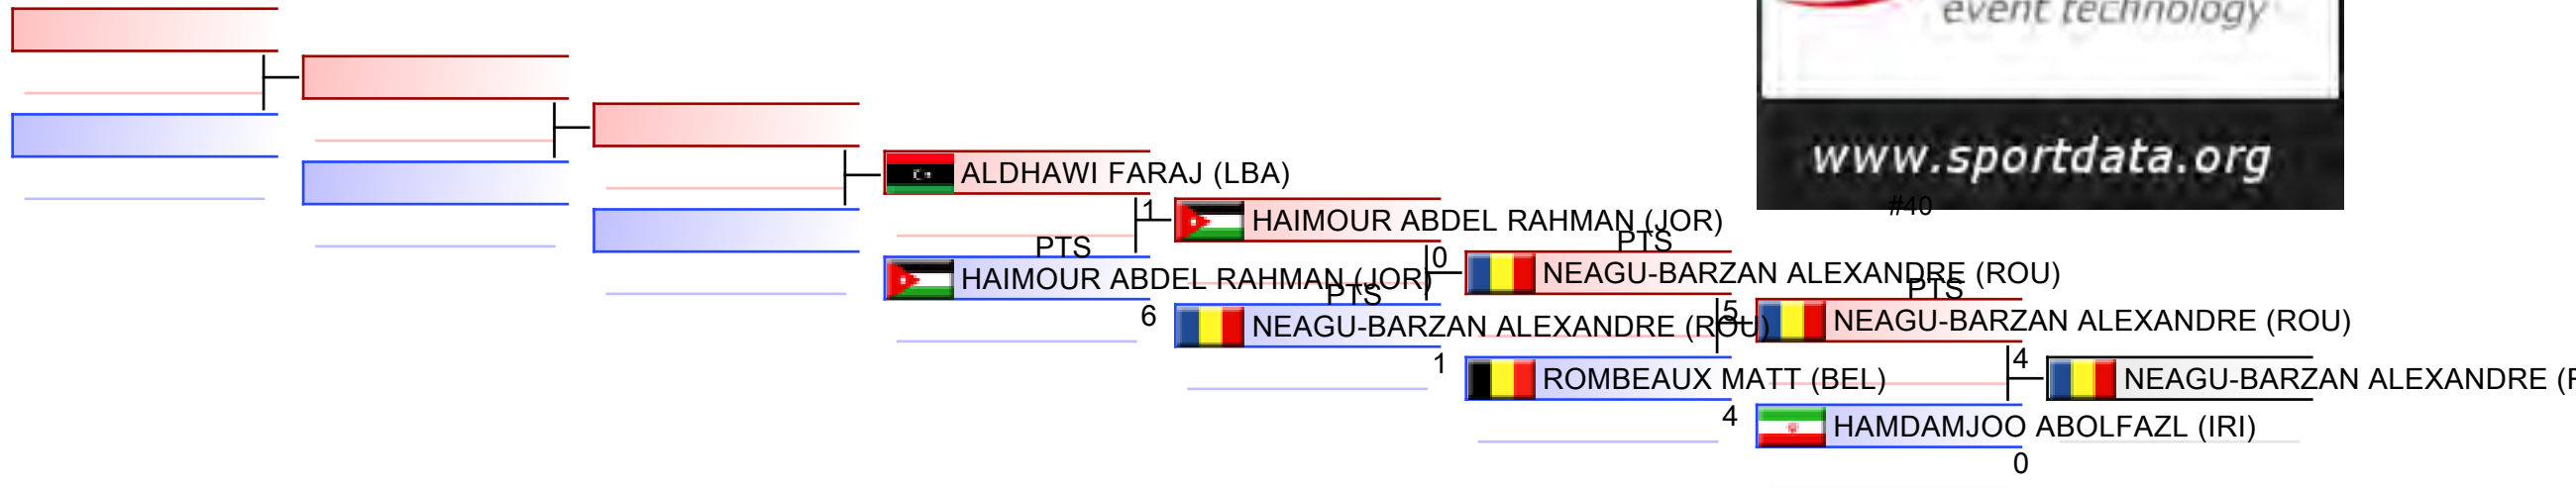 event technology
www.sportdata.org
#40
ALDHAWI FARAJ (LBA)
1
HAIMOUR ABDEL RAHMAN (JOR)
PTS
PTS
HAIMOUR ABDEL RAHMAN (JOR)
0
NEAGU-BARZAN ALEXANDRE (ROU)
PTS
PTS
6
NEAGU-BARZAN ALEXANDRE (ROU)
5
NEAGU-BARZAN ALEXANDRE (ROU)
1
ROMBEAUX MATT (BEL)
4
NEAGU-BARZAN ALEXANDRE (
4
HAMDAMJOO ABOLFAZL (IRI)
0